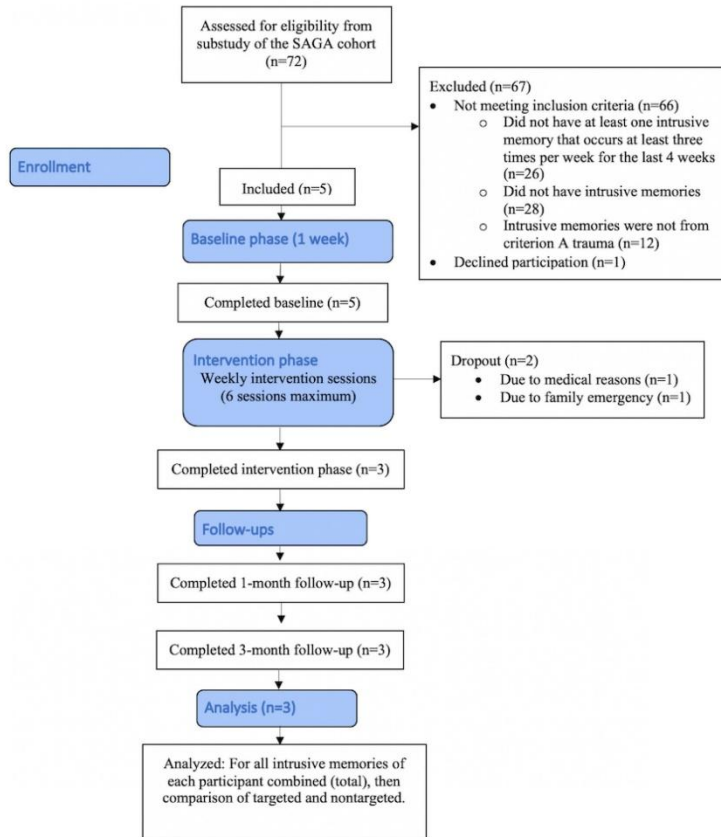 Assessed for eligibility from
substudy of the SAGA cohort
(n=72)
Excluded (n=67)
• Not meeting inclusion criteria (n=66)
o Did not have at least one intrusive
memory that occurs at least three
times per week for the last 4 weeks
(n=26)
o Did not have intrusive memories
(n=28)
o Intrusive memories were not from
criterion A trauma (n=12)
• Declined participation (n=1)
Enrollment
Included (n=5)
Baseline phase (1 week)
Completed baseline (n=5)
Intervention phase
Weekly intervention sessions
(6 sessions maximum)
Dropout (n=2)
• Due to medical reasons (n=1)
• Due to family emergency (n=1)
Completed intervention phase (n=3)
Follow-ups
Completed 1-month follow-up (n=3)
Completed 3-month follow-up (n=3)
Analysis (n=3)
Analyzed: For all intrusive memories of
each participant combined (total), then
comparison of targeted and nontargeted.